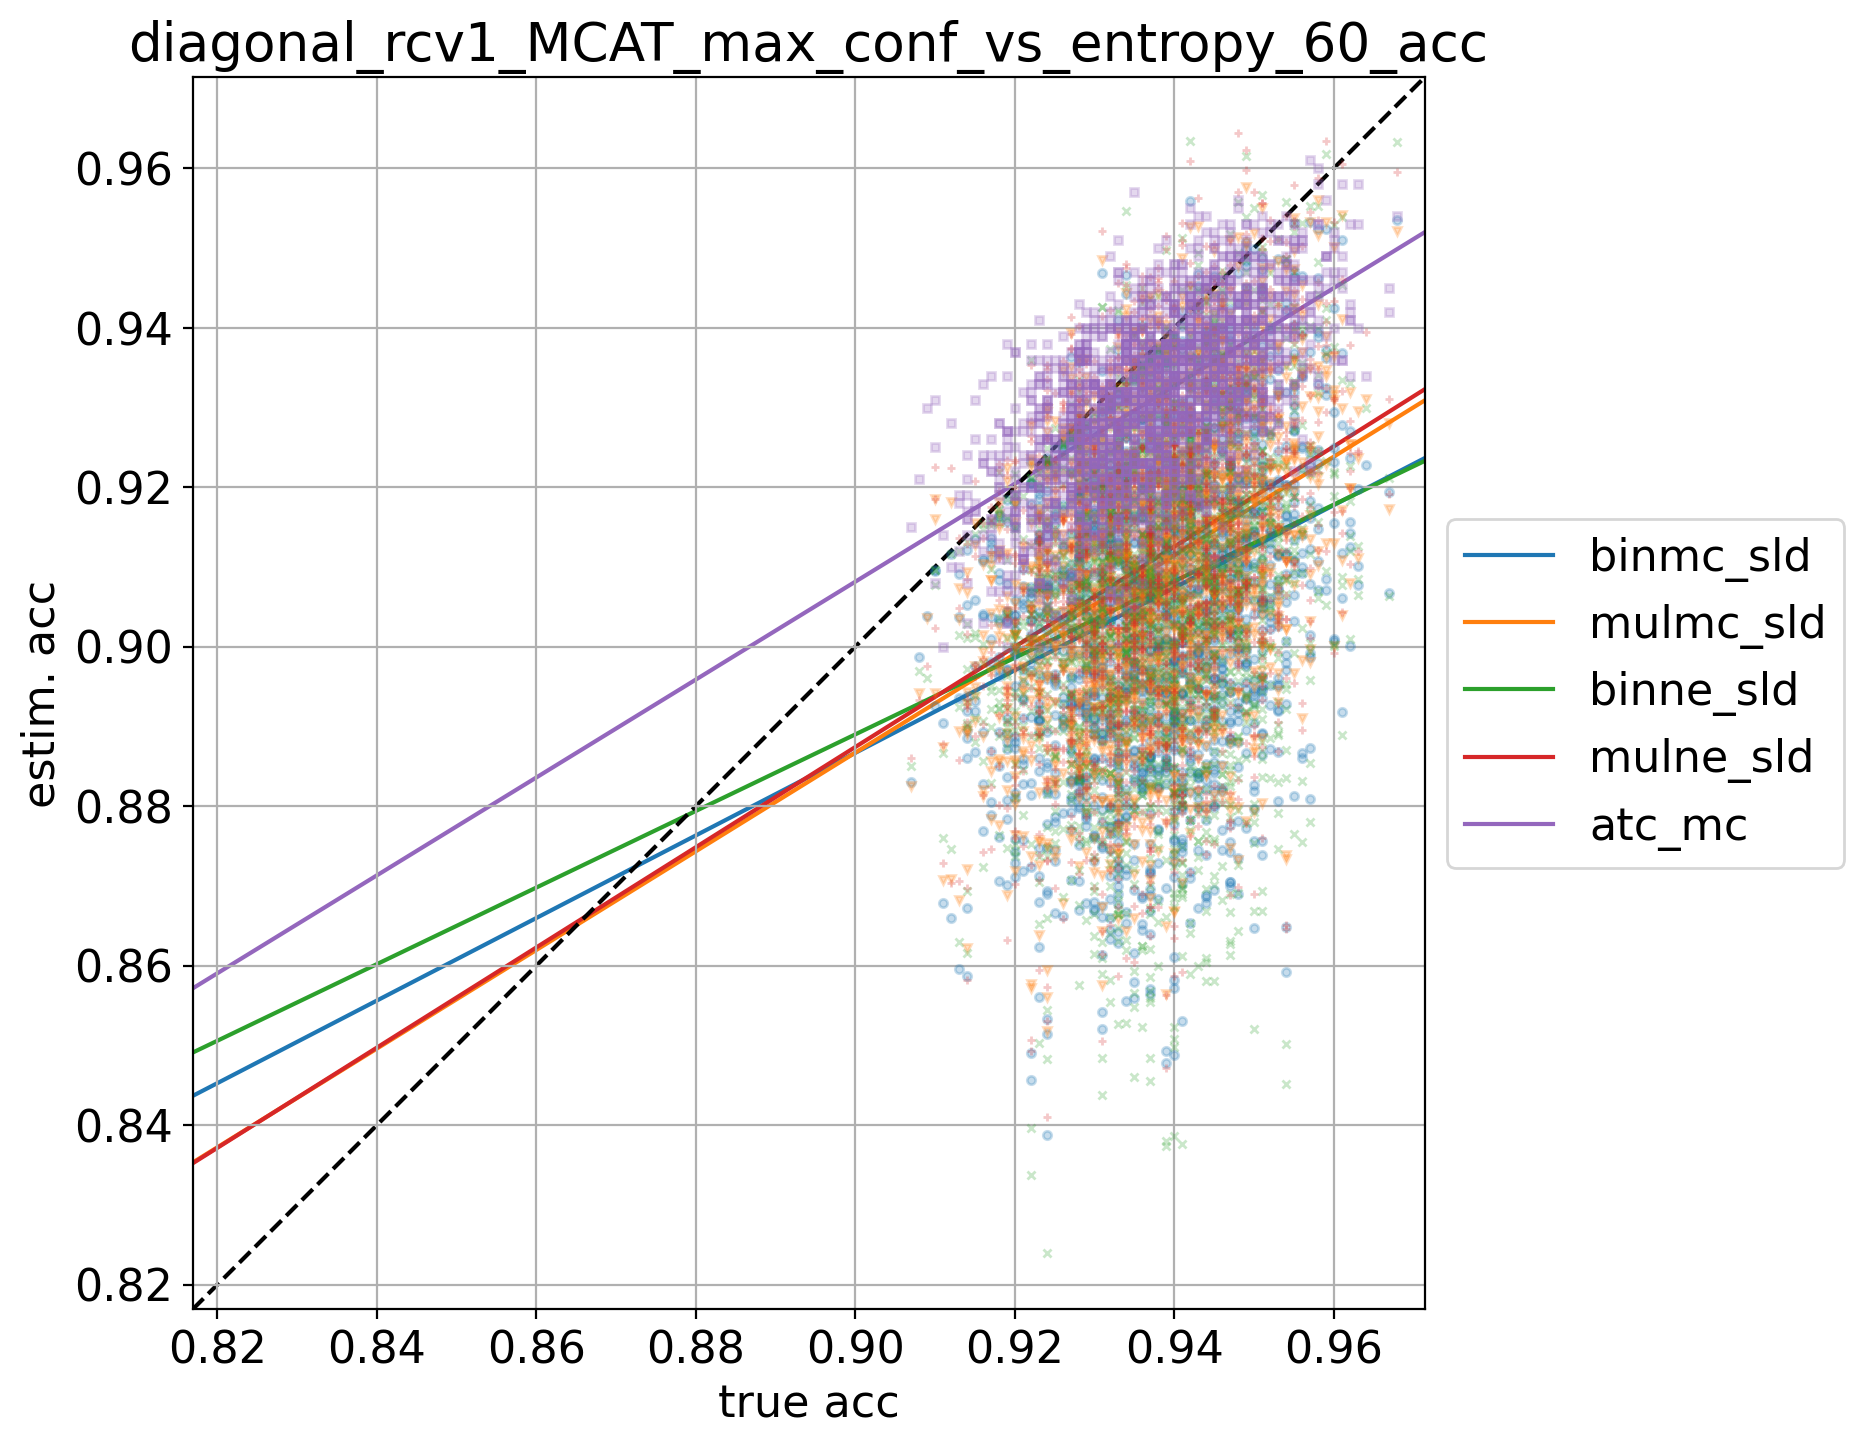 diagonal_rcv1_MCAT_max_conf_vs_entropy_60_acc
0.96
0.94
0.92
0.90
0.88
0.86
0.84
0.82
estim. acc
0.82 0.84 0.86 0.88 0.90 0.92 0.94 0.96
true acc
binmc_sld
mulmc_sld
binne_sld
mulne_sld
atc_mc